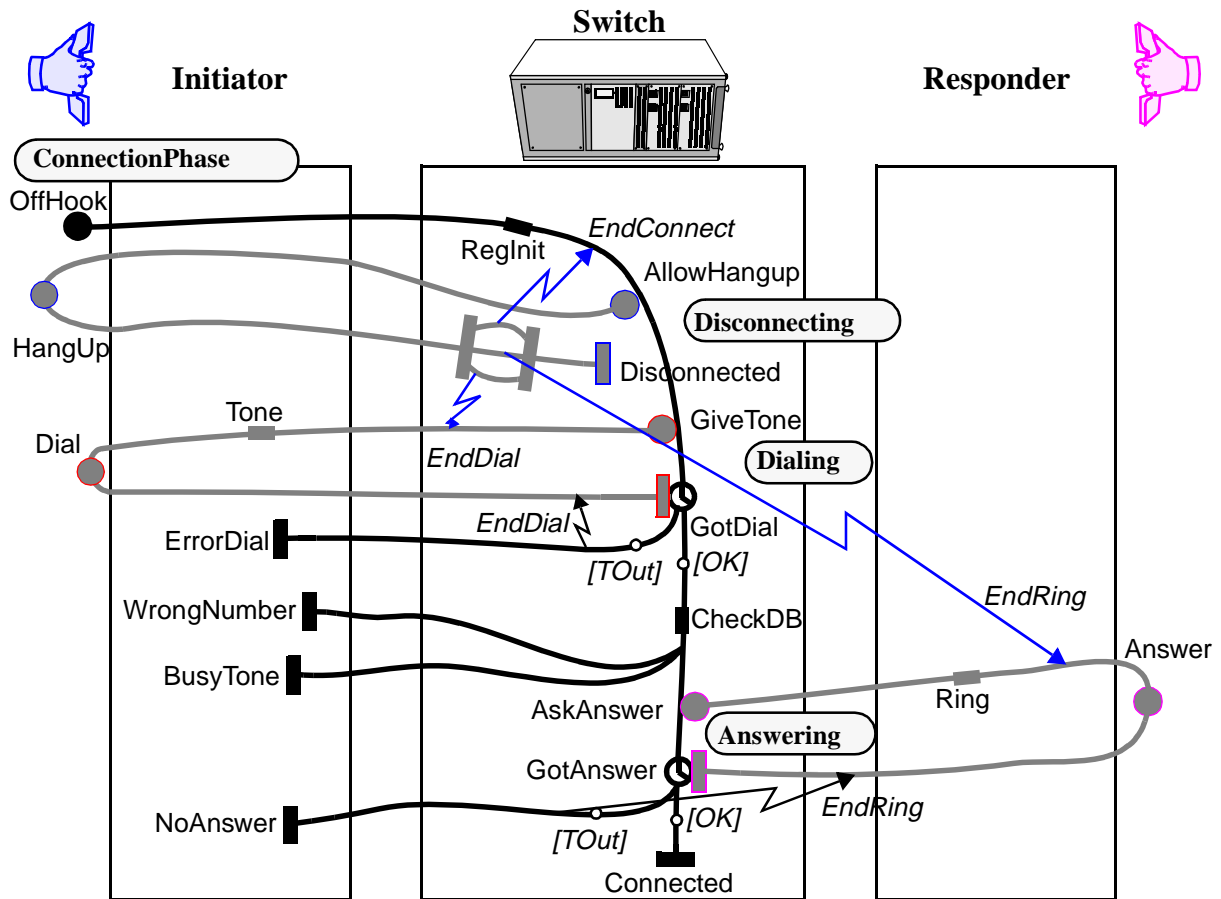 Switch
Initiator
Responder
ConnectionPhase
OffHook
RegInit
EndConnect
AllowHangup
Disconnecting
HangUp
Disconnected
Tone
GiveTone
Dial
EndDial
Dialing
EndDial
GotDial
ErrorDial
[TOut]
[OK]
EndRing
WrongNumber
CheckDB
Answer
BusyTone
Ring
AskAnswer
Answering
GotAnswer
EndRing
NoAnswer
[TOut]
[OK]
Connected